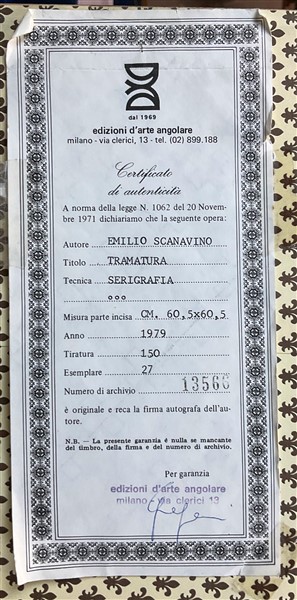 dal 1969
edizioni d'arte angolare
milano - via clerici, 13 - tel. (02) 899.188
Certificato
di autenticità
A norma della legge N. 1062 del 20 Novem-
bre 1971 dichiariamo che la seguente opera:
Autore EMILIO SCANAVINO
Titolo TRAMATURA
Tecnica SERIGRAFIA
ooo
Misura parte incisa CM. 60,5x60,5
Anno 1979
Tiratura 150
Esemplare 27
Numero di archivio 13566
è originale e reca la firma autografa dell'au-
tore.
N.B. — La presente garanzia è nulla se mancante
del timbro, della firma e del numero di archivio.
Per garanzia
edizioni d'arte angolare
milano - via clerici 13